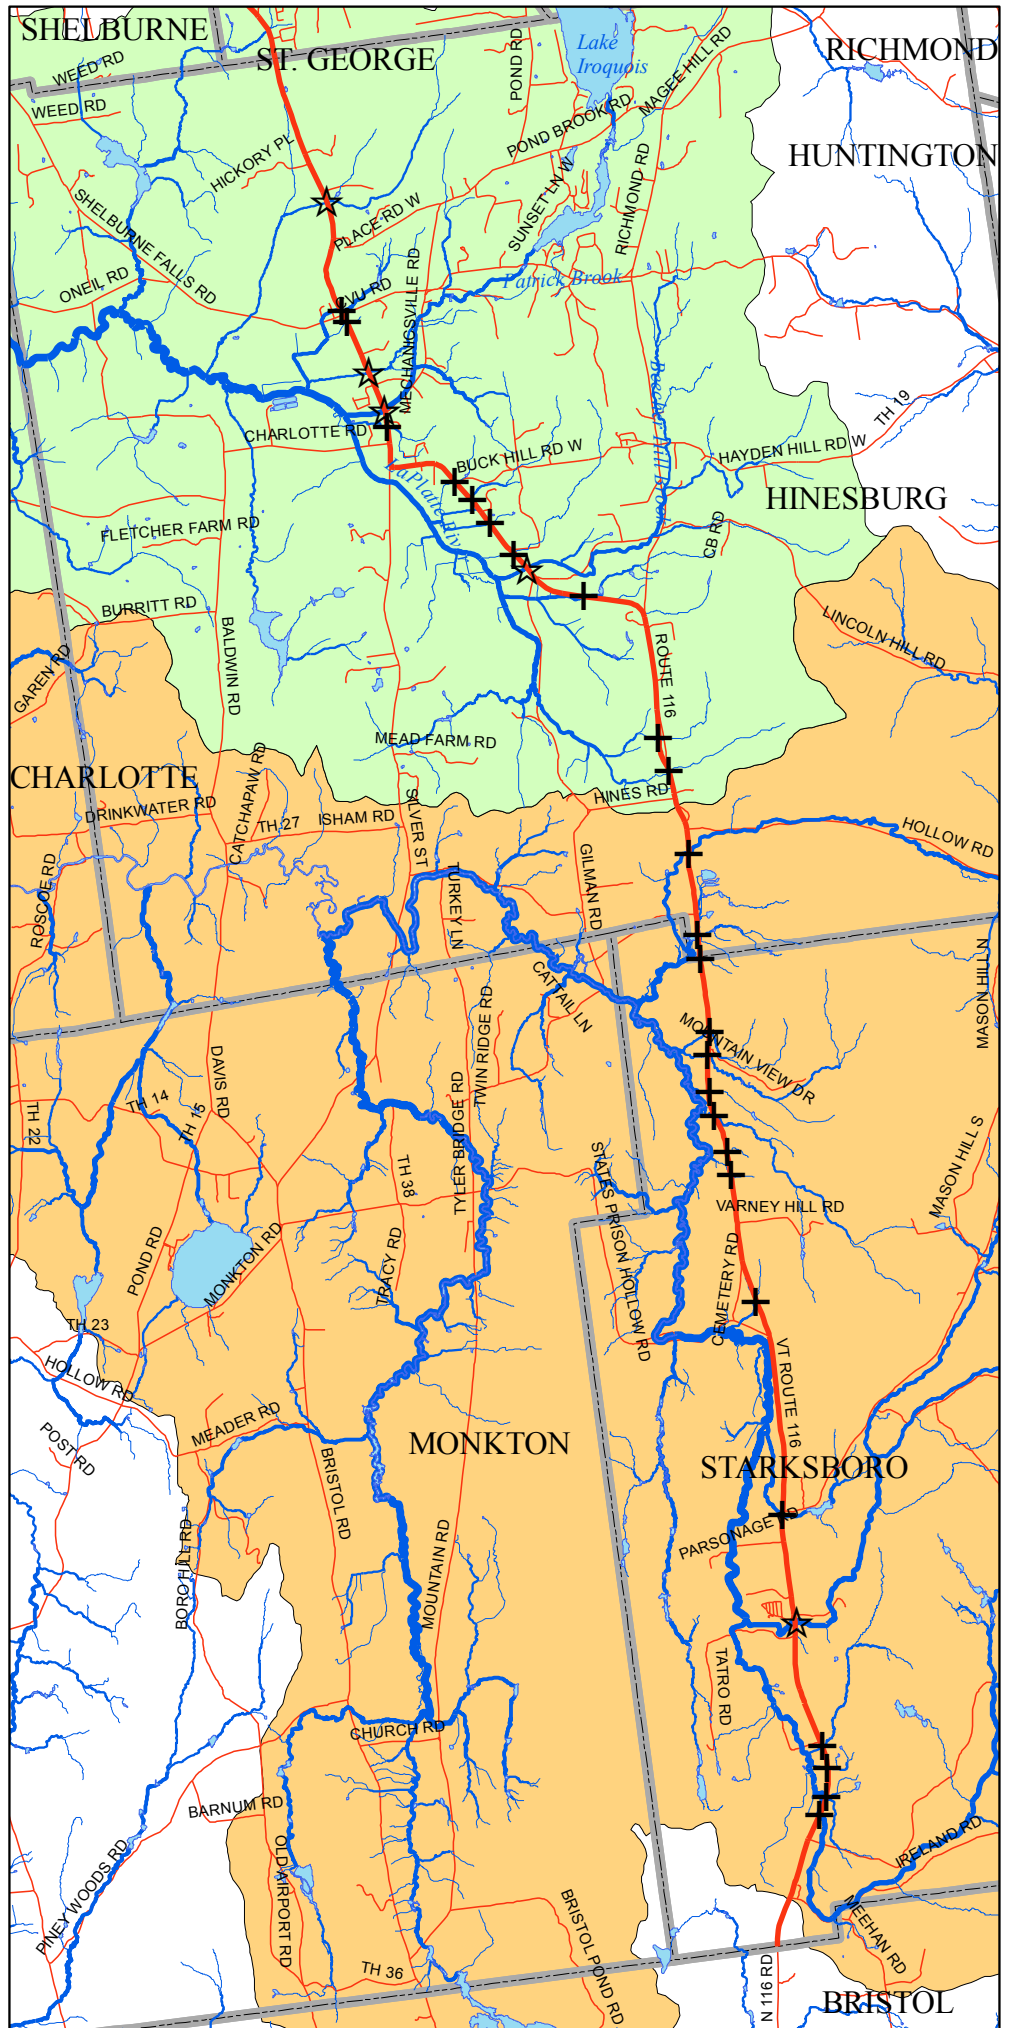 SHELBURNE
ST. GEORGE
POND RD
Lake
Iroquois
MAGEE HILL RD
RICHMOND
WEED RD
WEED RD
HICKORY PL
POND BROOK RD
HUNTINGTON
SHELBURNE FALLS RD
PLACE RD W
SUNSET LN W
RICHMOND RD
ONEIL RD
CVU RD
MECHANICSVILLE RD
Patrick Brook
Beecher Hill Brook
TH 19
CHARLOTTE RD
BUCK HILL RD W
HAYDEN HILL RD W
LaPlatte River
HINESBURG
FLETCHER FARM RD
CB RD
BURRITT RD
BALDWIN RD
LINCOLN HILL RD
GAREN RD
ROUTE 116
MEAD FARM RD
CHARLOTTE
DRINKWATER RD
CATCHAPAW RD
TH 27
ISHAM RD
SILVER ST
HINES RD
HOLLOW RD
ROSCOE RD
TURKEY LN
GILMAN RD
CATTAIL LN
MASON HILL N
TWIN RIDGE RD
MOUNTAIN VIEW DR
DAVIS RD
TH 14
TH 15
TH 22
TYLER BRIDGE RD
TH 38
STATES PRISON HOLLOW RD
MASON HILL S
VARNEY HILL RD
POND RD
MONKTON RD
TRACY RD
CEMETERY RD
TH 23
HOLLOW RD
VT ROUTE 116
MEADER RD
POST RD
MONKTON
STARKSBORO
BRISTOL RD
PARSONAGE RD
BORO HILL RD
MOUNTAIN RD
TATRO RD
CHURCH RD
BARNUM RD
IRELAND RD
PINEY WOODS RD
OLD AIRPORT RD
BRISTOL POND RD
MEEHAN RD
TH 36
N 116 RD
BRISTOL